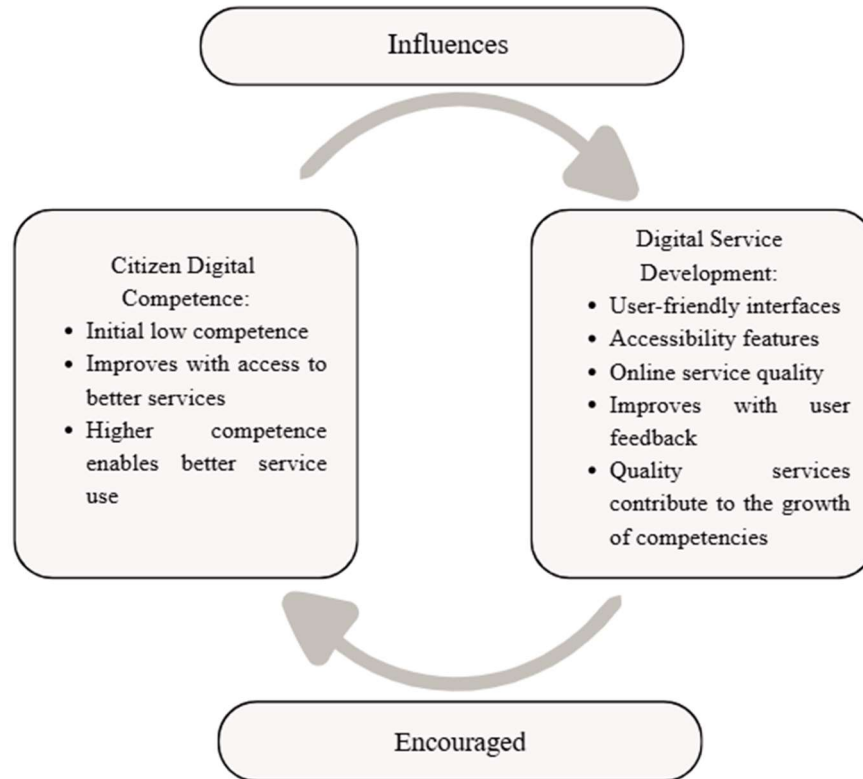 Influences
Citizen Digital
Competence:
• Initial low competence
• Improves with access to
better services
• Higher competence
enables better service
use
Digital Service
Development:
• User-friendly interfaces
• Accessibility features
• Online service quality
• Improves with user
feedback
• Quality services
contribute to the growth
of competencies
Encouraged